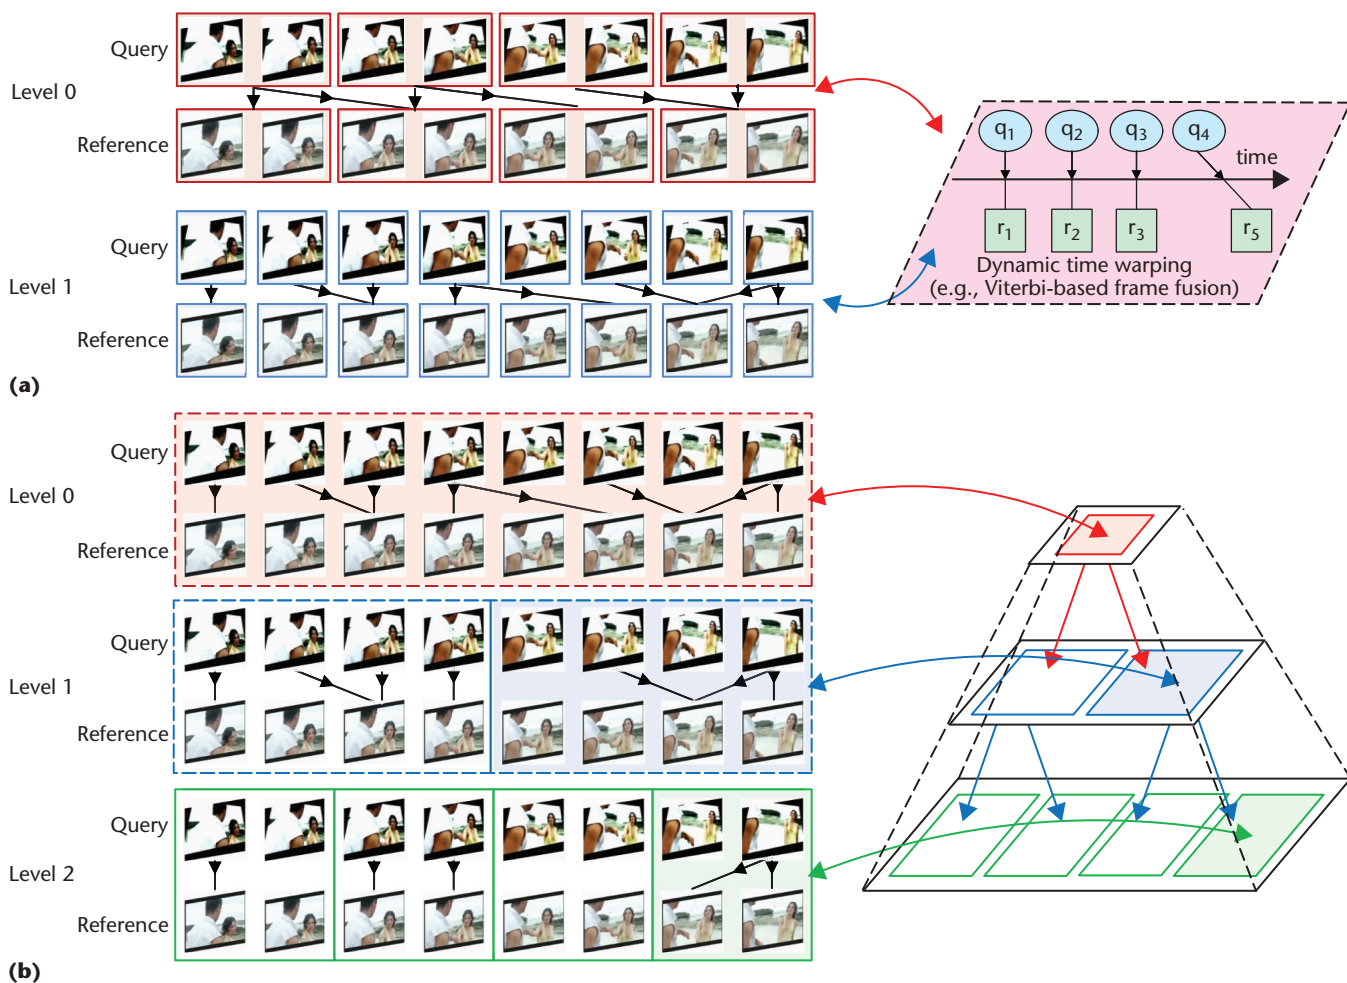 Query
Level 0
Reference
q1 q2 q3 q4
time
r1 r2 r3 r5
Dynamic time warping
(e.g., Viterbi-based frame fusion)
Query
Level 1
Reference
(a)
Query
Level 0
Reference
Query
Level 1
Reference
Query
Level 2
Reference
(b)